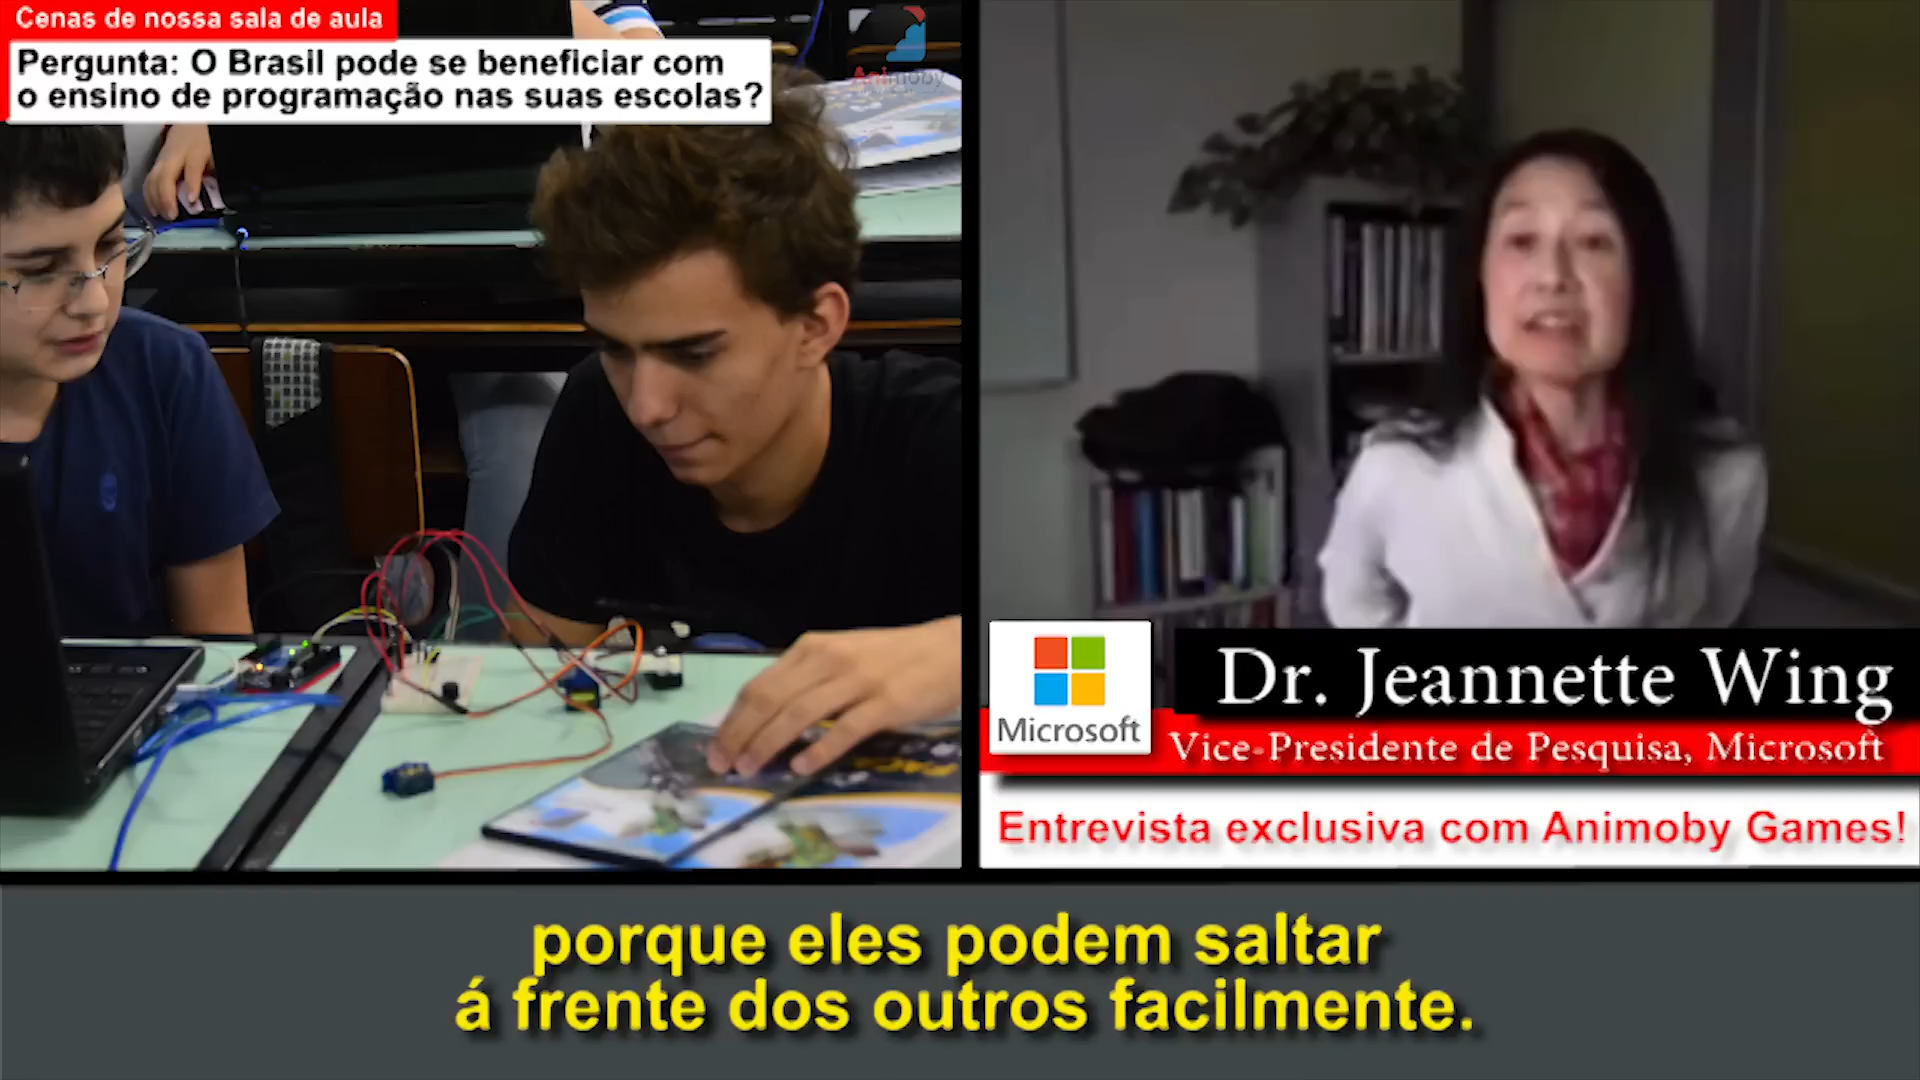 Cenas de nossa sala de aula
Pergunta: O Brasil pode se beneficiar com
o ensino de programação nas suas escolas?
Animoby
Microsoft
Dr. Jeannette Wing
Vice-Presidente de Pesquisa, Microsoft
Entrevista exclusiva com Animoby Games!
porque eles podem saltar
á frente dos outros facilmente.